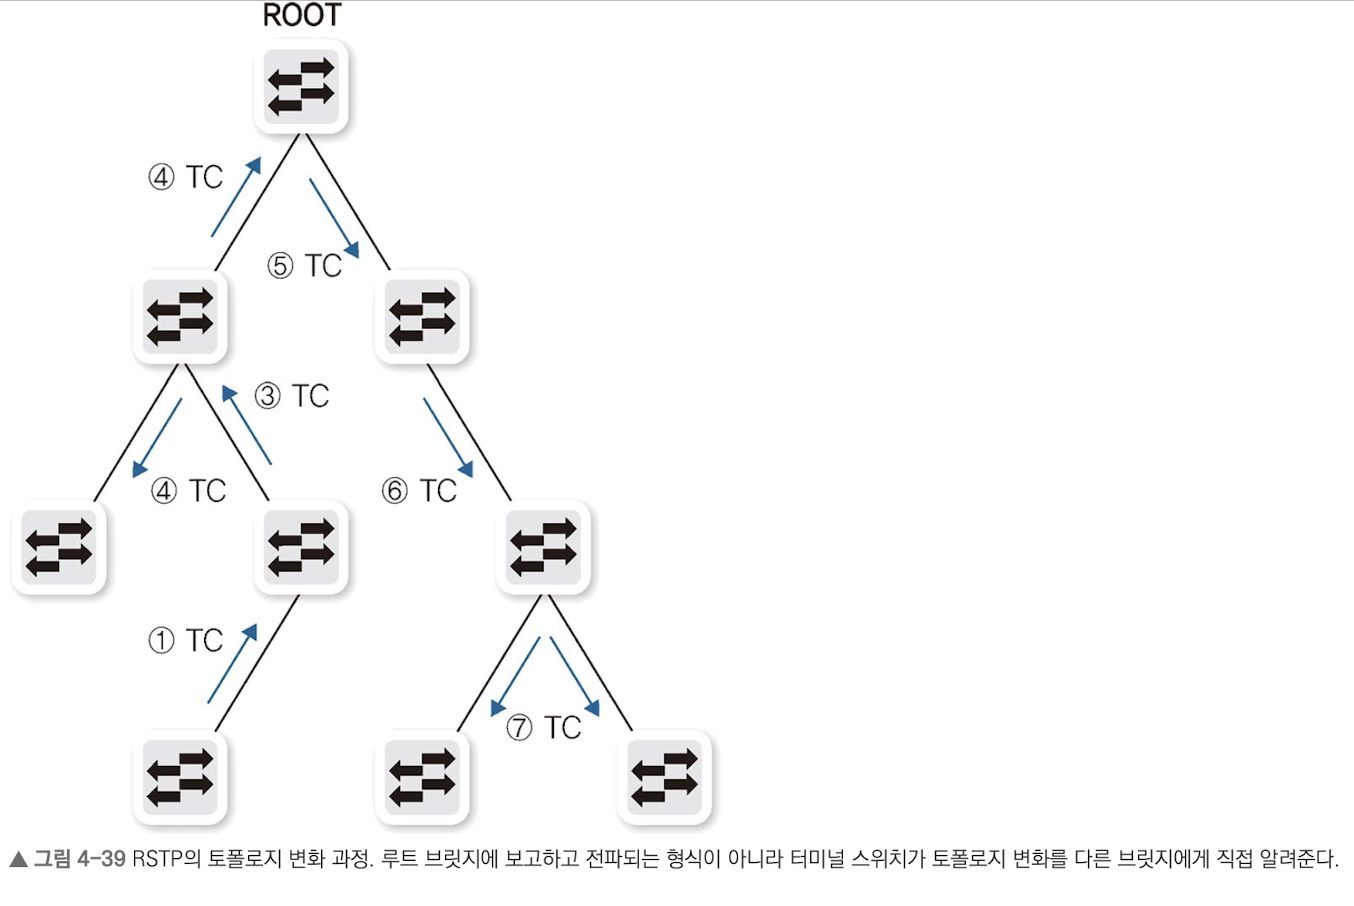 ROOT
④ TC
⑤ TC
③ TC
④ TC
⑥ TC
① TC
⑦ TC
▲ 그림 4-39 RSTP의 토폴로지 변화 과정. 루트 브릿지에 보고하고 전파되는 형식이 아니라 터미널 스위치가 토폴로지 변화를 다른 브릿지에게 직접 알려준다.